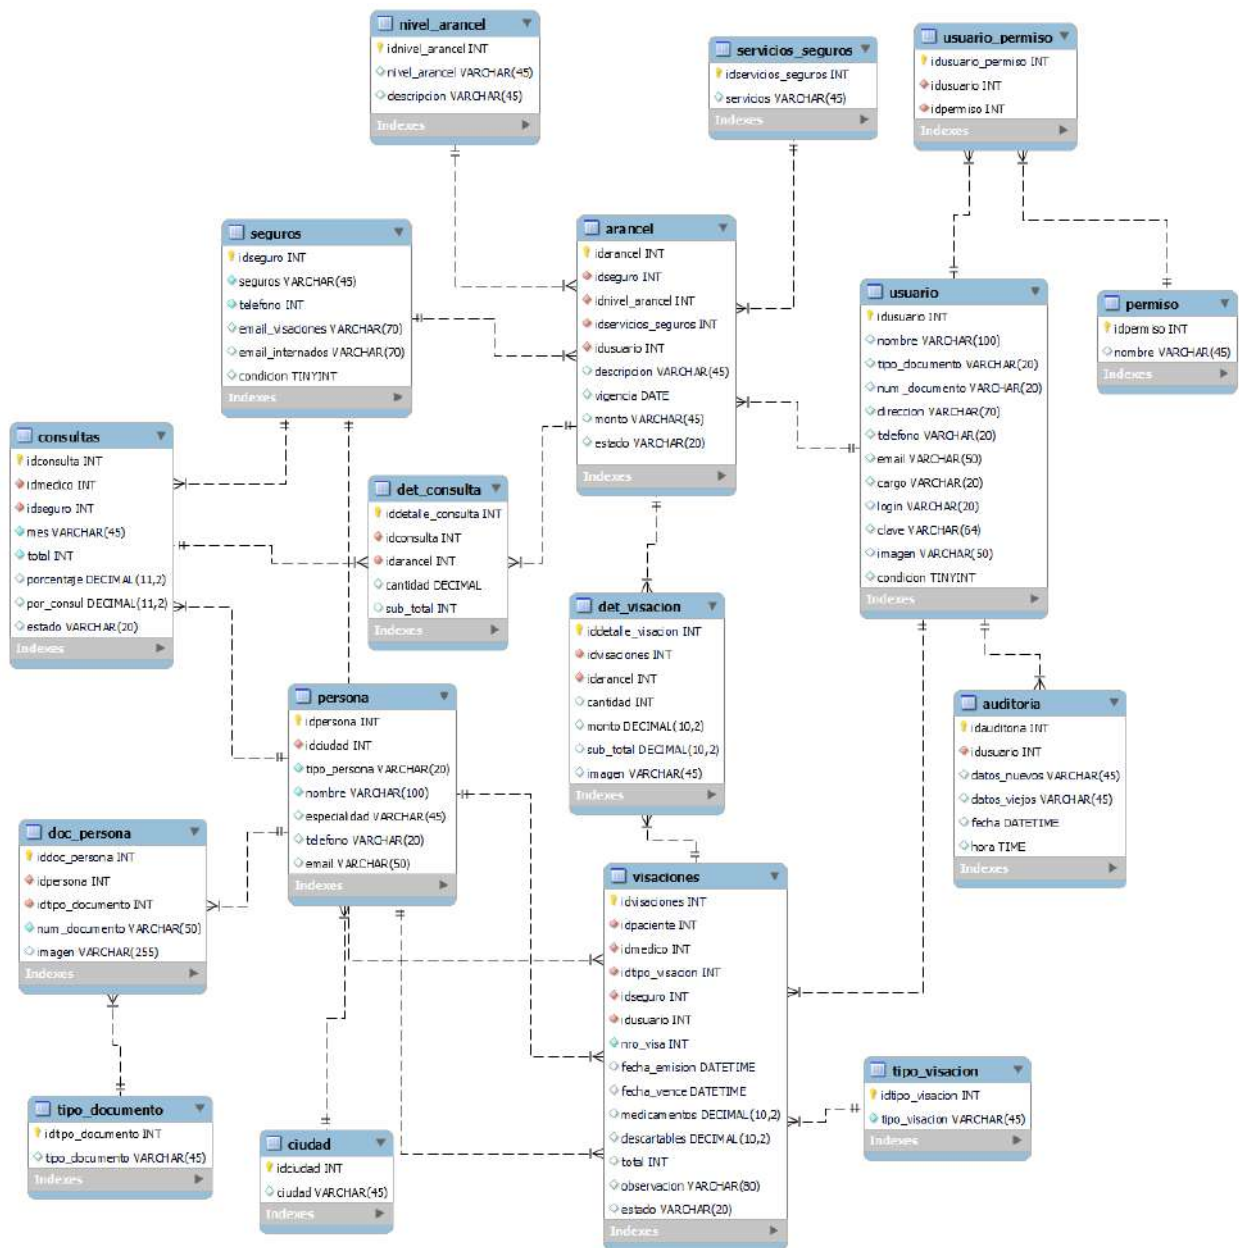 nivel_arancel
idnivel_arancel INT
nivel_arancel VARCHAR(45)
descripcion VARCHAR(45)
Indexes
servicios_seguros
idservicios_seguros INT
servicios VARCHAR(45)
Indexes
usuario_permiso
idusuario_permiso INT
idusuario INT
idpermiso INT
Indexes
seguros
idseguro INT
seguros VARCHAR(45)
telefono INT
email_visaciones VARCHAR(70)
email_internados VARCHAR(70)
condicion TINYINT
Indexes
arancel
idarancel INT
idseguro INT
idnivel_arancel INT
idservicios_seguros INT
idusuario INT
descripcion VARCHAR(45)
vigencia DATE
monto VARCHAR(45)
estado VARCHAR(20)
Indexes
usuario
idusuario INT
nombre VARCHAR(100)
tipo_documento VARCHAR(20)
num_documento VARCHAR(20)
direccion VARCHAR(70)
telefono VARCHAR(20)
email VARCHAR(50)
cargo VARCHAR(20)
login VARCHAR(20)
clave VARCHAR(64)
imagen VARCHAR(50)
condicion TINYINT
Indexes
permiso
idpermiso INT
nombre VARCHAR(45)
Indexes
consultas
idconsulta INT
idmedico INT
idseguro INT
mes VARCHAR(45)
total INT
porcentaje DECIMAL(11,2)
por_consul DECIMAL(11,2)
estado VARCHAR(20)
Indexes
det_consulta
iddetalle_consulta INT
idconsulta INT
idarancel INT
cantidad DECIMAL
sub_total INT
Indexes
det_visacion
iddetalle_visacion INT
idvisaciones INT
idarancel INT
cantidad INT
monto DECIMAL(10,2)
sub_total DECIMAL(10,2)
imagen VARCHAR(45)
Indexes
persona
idpersona INT
idciudad INT
tipo_persona VARCHAR(20)
nombre VARCHAR(100)
especialidad VARCHAR(45)
telefono VARCHAR(20)
email VARCHAR(50)
Indexes
auditoria
idauditoria INT
idusuario INT
datos_nuevos VARCHAR(45)
datos_viejos VARCHAR(45)
fecha DATETIME
hora TIME
Indexes
doc_persona
iddoc_persona INT
idpersona INT
idtipo_documento INT
num_documento VARCHAR(50)
imagen VARCHAR(255)
Indexes
visaciones
idvisaciones INT
idpaciente INT
idmedico INT
idtipo_visacion INT
idseguro INT
idusuario INT
nro_visa INT
fecha_emision DATETIME
fecha_vence DATETIME
medicamentos DECIMAL(10,2)
descartables DECIMAL(10,2)
total INT
observacion VARCHAR(80)
estado VARCHAR(20)
Indexes
tipo_visacion
idtipo_visacion INT
tipo_visacion VARCHAR(45)
Indexes
tipo_documento
idtipo_documento INT
tipo_documento VARCHAR(45)
Indexes
ciudad
idciudad INT
ciudad VARCHAR(45)
Indexes